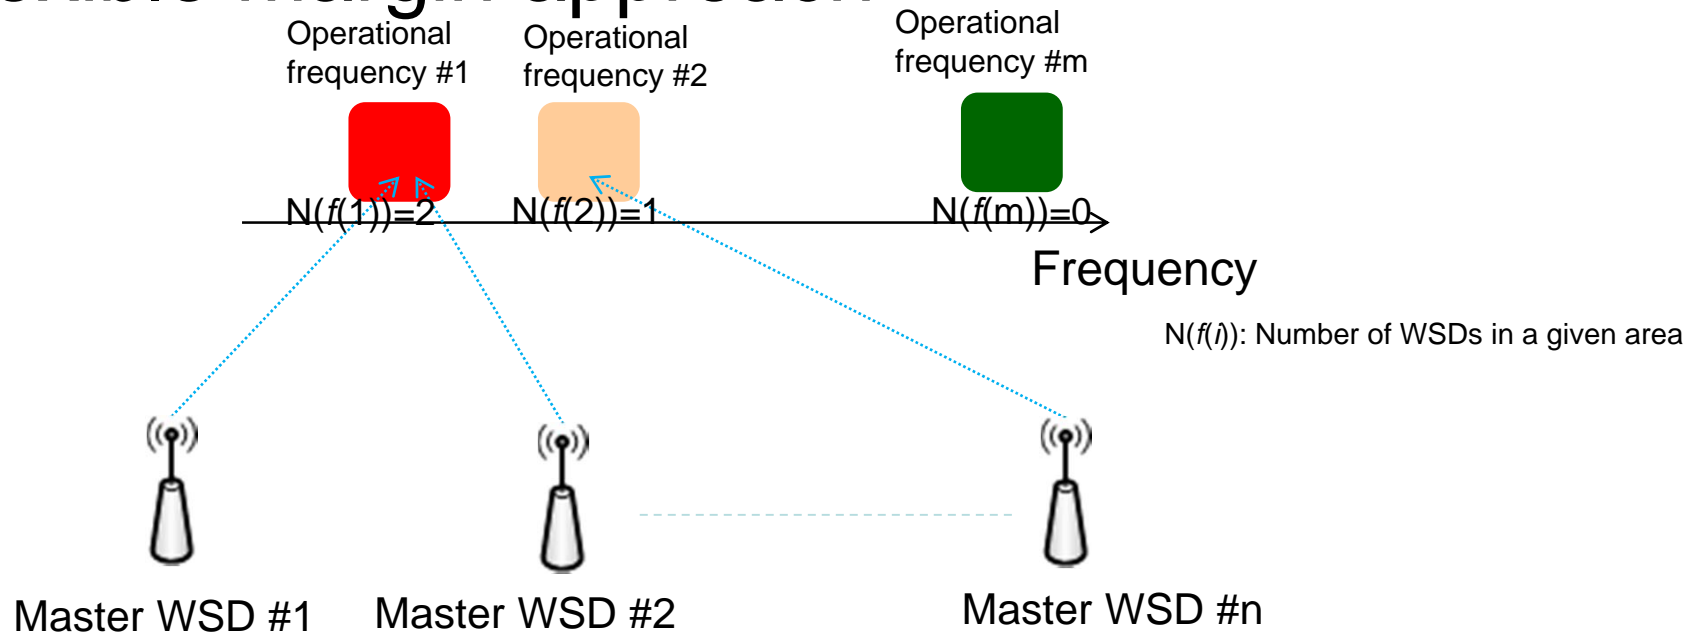 Operational
frequency #1
Operational
frequency #2
Operational
frequency #m
N(f(1))=2
N(f(2))=1
N(f(m))=0
Frequency
N(f(i)): Number of WSDs in a given area
Master WSD #1
Master WSD #2
Master WSD #n